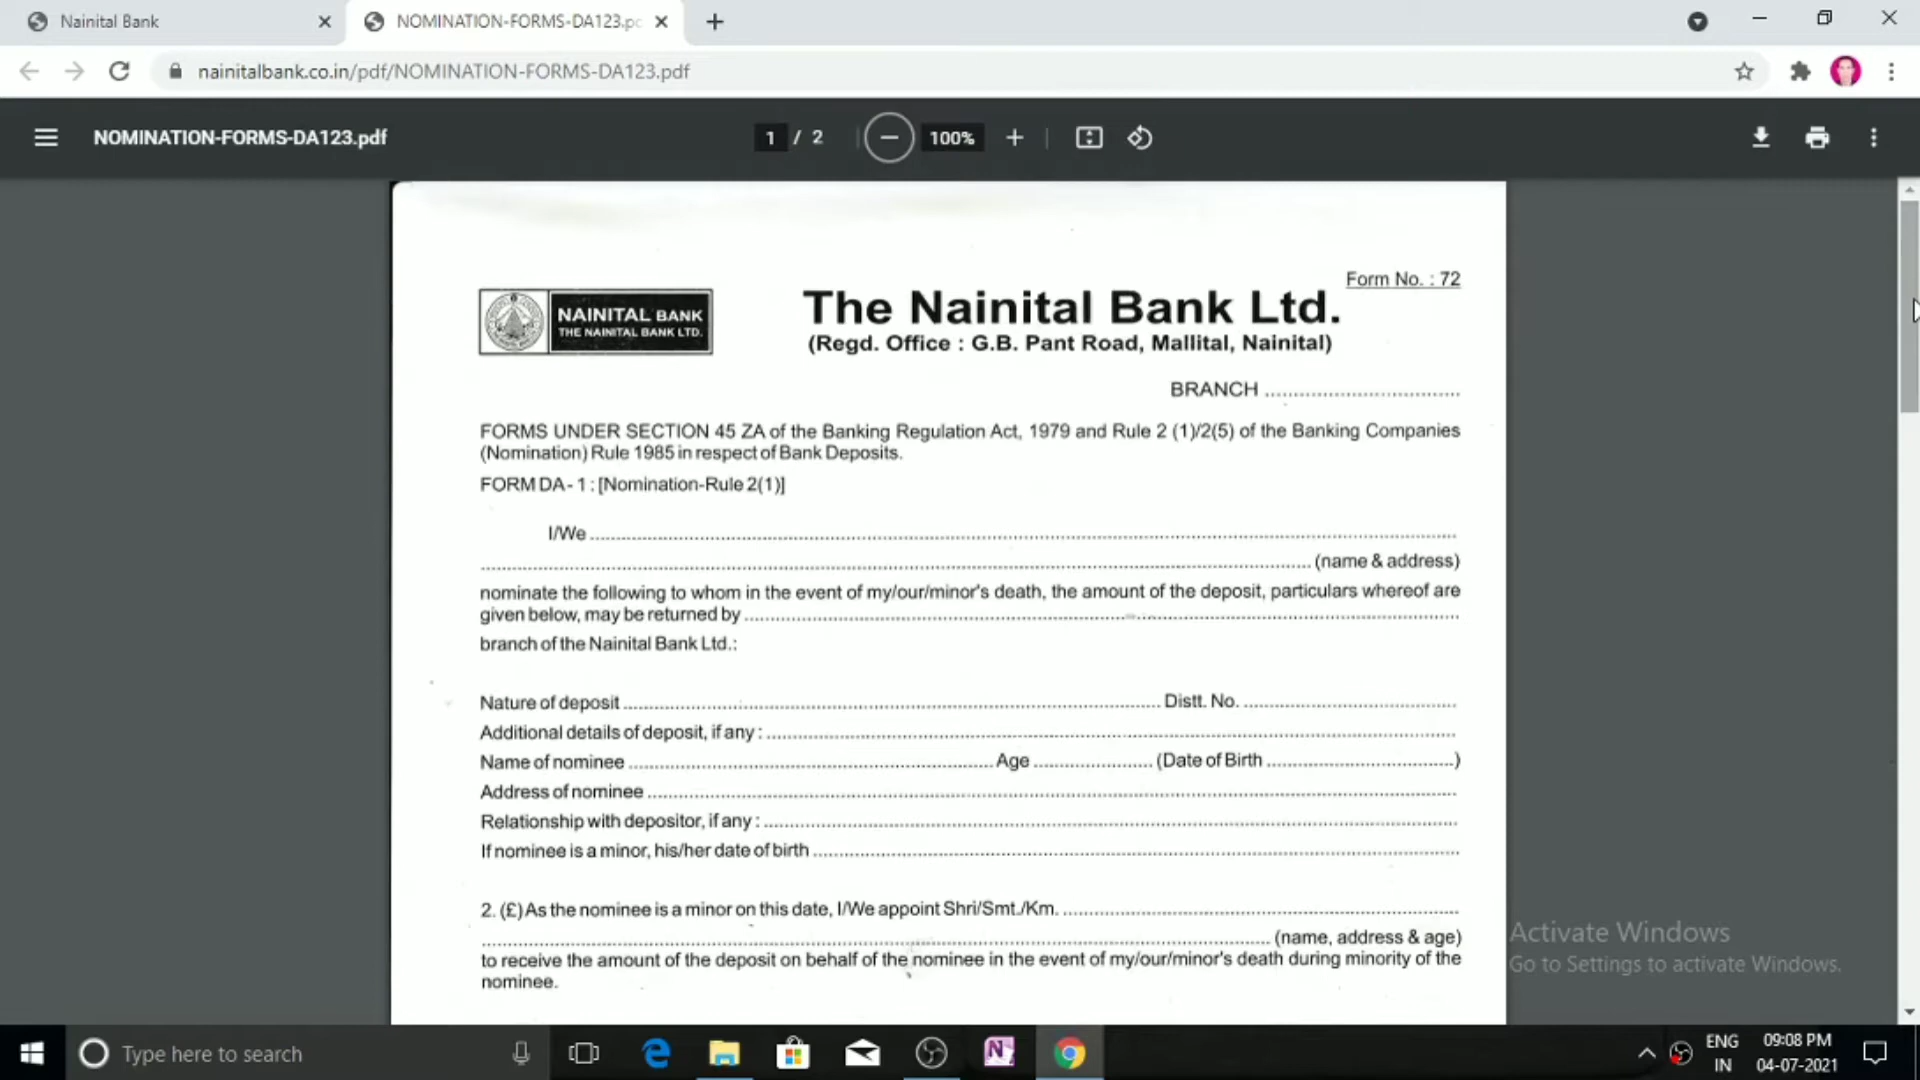 Nainital Bank
NOMINATION-FORMS-DA123.pc
nainitalbank.co.in/pdf/NOMINATION-FORMS-DA123.pdf
NOMINATION-FORMS-DA123.pdf
1 / 2
100%
Form No. : 72
NAINITAL BANK
THE NAINITAL BANK LTD.
The Nainital Bank Ltd.
(Regd. Office : G.B. Pant Road, Mallital, Nainital)
BRANCH ....................................
FORMS UNDER SECTION 45 ZA of the Banking Regulation Act, 1979 and Rule 2 (1)/2(5) of the Banking Companies
(Nomination) Rule 1985 in respect of Bank Deposits.
FORM DA - 1 : [Nomination-Rule 2(1)]
I/We ....................................
.................................... (name & address)
nominate the following to whom in the event of my/our/minor's death, the amount of the deposit, particulars whereof are
given below, may be returned by ....................................
branch of the Nainital Bank Ltd.:
Nature of deposit .................................... Distt. No. ....................................
Additional details of deposit, if any : ....................................
Name of nominee .................................... Age ........................ (Date of Birth ....................................)
Address of nominee ....................................
Relationship with depositor, if any : ....................................
If nominee is a minor, his/her date of birth ....................................
2. (£) As the nominee is a minor on this date, I/We appoint Shri/Smt./Km. ....................................
.................................... (name, address & age)
to receive the amount of the deposit on behalf of the nominee in the event of my/our/minor's death during minority of the
nominee.
Activate Windows
Go to Settings to activate Windows.
Type here to search
ENG
IN
09:08 PM
04-07-2021